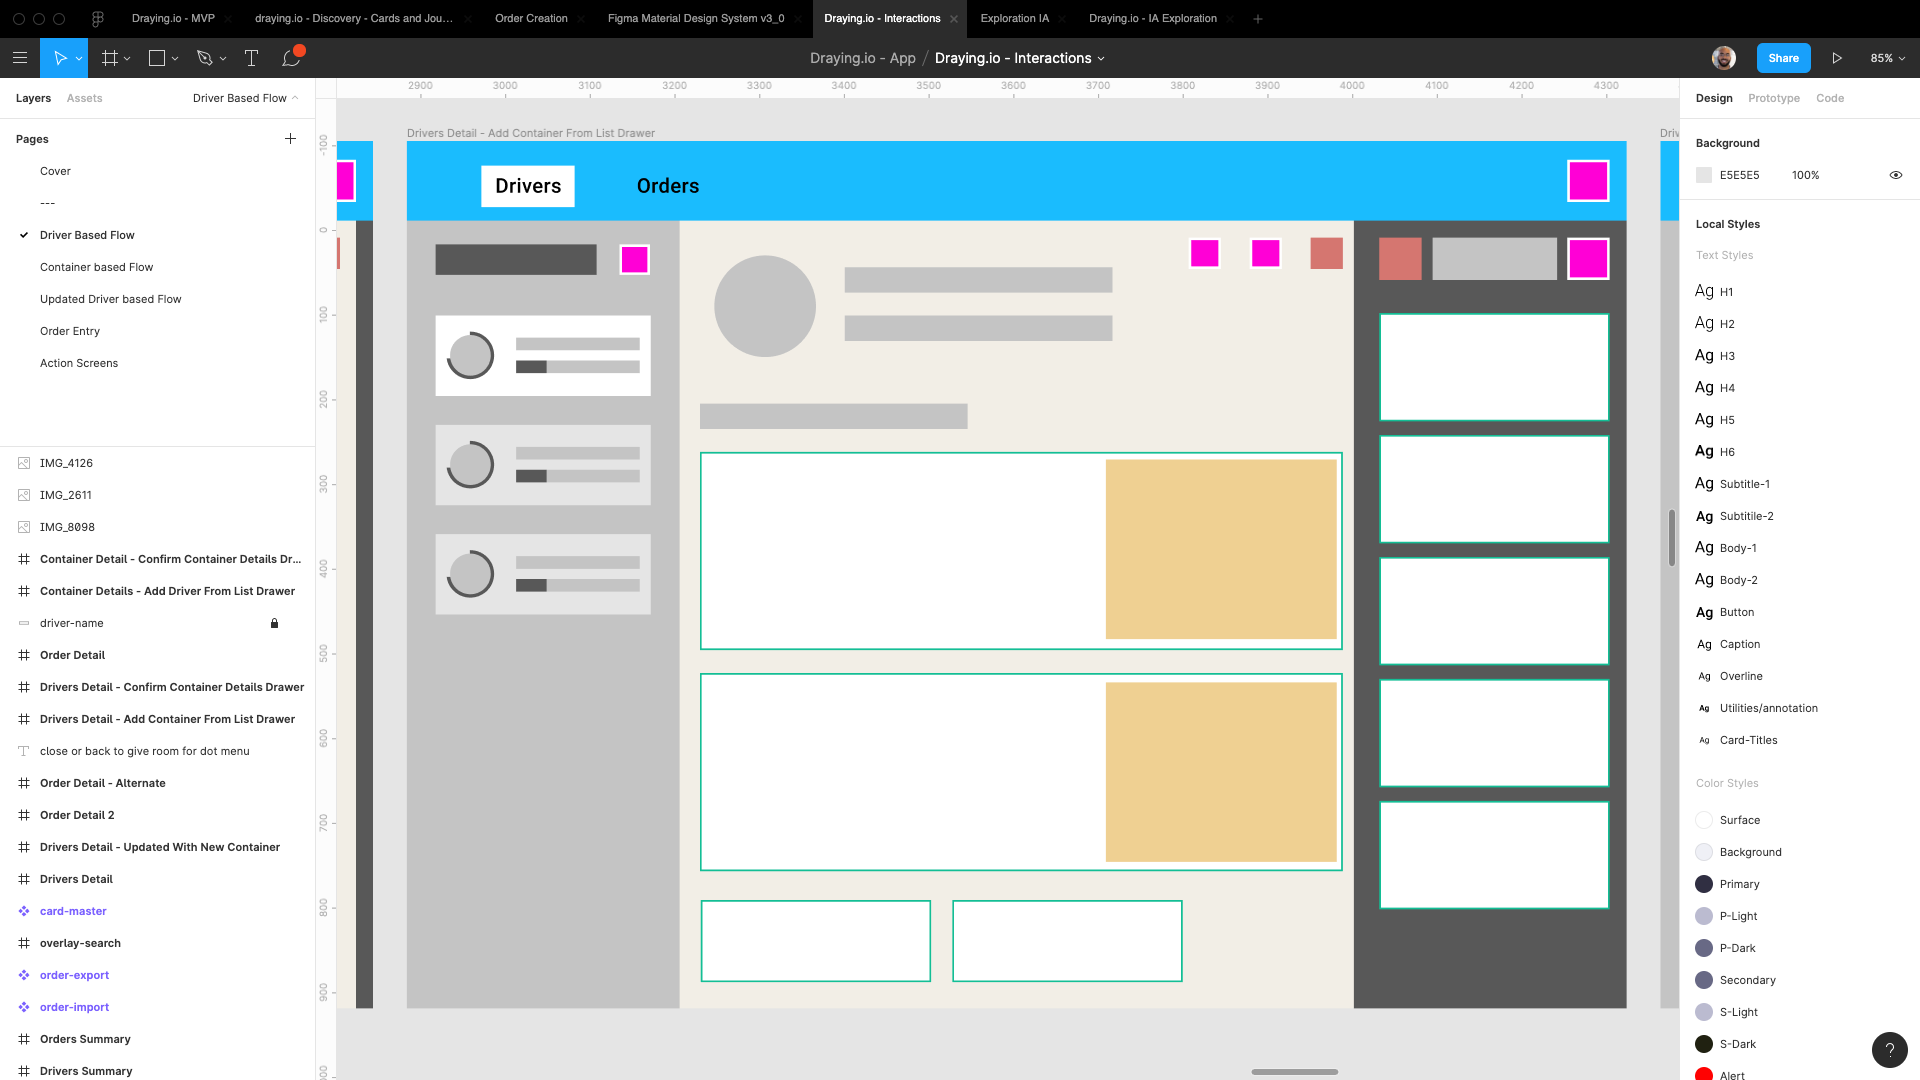 Draying.io - MVP
draying.io - Discovery - Cards and Jou...
Order Creation
Figma Material Design System v3_0
Draying.io - Interactions
Exploration IA
Draying.io - IA Exploration
Draying.io - App / Draying.io - Interactions
Share
85%
Layers
Assets
Driver Based Flow
Pages
Cover
---
Driver Based Flow
Container based Flow
Updated Driver based Flow
Order Entry
Action Screens
IMG_4126
IMG_2611
IMG_8098
Container Detail - Confirm Container Details Dr...
Container Details - Add Driver From List Drawer
driver-name
Order Detail
Drivers Detail - Confirm Container Details Drawer
Drivers Detail - Add Container From List Drawer
close or back to give room for dot menu
Order Detail - Alternate
Order Detail 2
Drivers Detail - Updated With New Container
Drivers Detail
card-master
overlay-search
order-export
order-import
Orders Summary
Drivers Summary
2900 3000 3100 3200 3300 3400 3500 3600 3700 3800 3900 4000 4100 4200 4300
-100
0
100
200
300
400
500
600
700
800
900
Drivers Detail - Add Container From List Drawer
Driv
Drivers
Orders
Design
Prototype
Code
Background
E5E5E5
100%
Local Styles
Text Styles
Ag H1
Ag H2
Ag H3
Ag H4
Ag H5
Ag H6
Ag Subtitle-1
Ag Subtitile-2
Ag Body-1
Ag Body-2
Ag Button
Ag Caption
Ag Overline
Ag Utilities/annotation
Ag Card-Titles
Color Styles
Surface
Background
Primary
P-Light
P-Dark
Secondary
S-Light
S-Dark
Alert
?